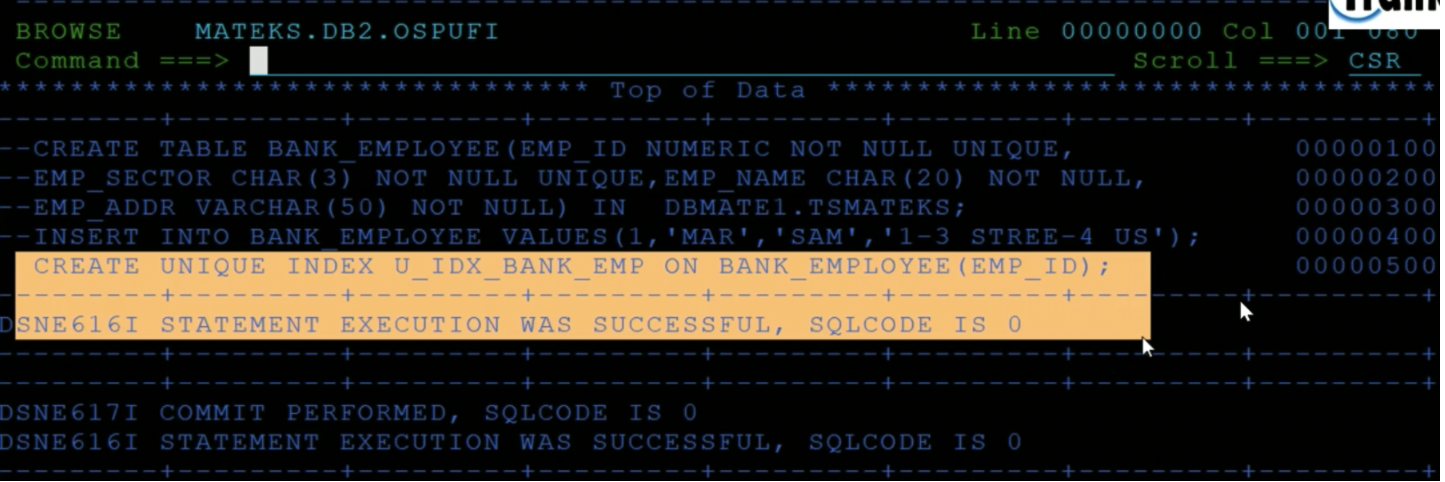 BROWSE    MATEKS.DB2.OSPUFI    Line 00000000 Col 001 080
Command ===>    Scroll ===> CSR
********************************* Top of Data *********************************
---------+---------+---------+---------+---------+---------+---------+---------+
--CREATE TABLE BANK_EMPLOYEE(EMP_ID NUMERIC NOT NULL UNIQUE,    00000100
--EMP_SECTOR CHAR(3) NOT NULL UNIQUE,EMP_NAME CHAR(20) NOT NULL,    00000200
--EMP_ADDR VARCHAR(50) NOT NULL) IN  DBMATE1.TSMATEKS;    00000300
--INSERT INTO BANK_EMPLOYEE VALUES(1,'MAR','SAM','1-3 STREE-4 US');    00000400
CREATE UNIQUE INDEX U_IDX_BANK_EMP ON BANK_EMPLOYEE(EMP_ID);    00000500
---------+---------+---------+---------+---------+---------+---------+---------+
DSNE616I STATEMENT EXECUTION WAS SUCCESSFUL, SQLCODE IS 0
---------+---------+---------+---------+---------+---------+---------+---------+
---------+---------+---------+---------+---------+---------+---------+---------+
DSNE617I COMMIT PERFORMED, SQLCODE IS 0
DSNE616I STATEMENT EXECUTION WAS SUCCESSFUL, SQLCODE IS 0
---------+---------+---------+---------+---------+---------+---------+---------+